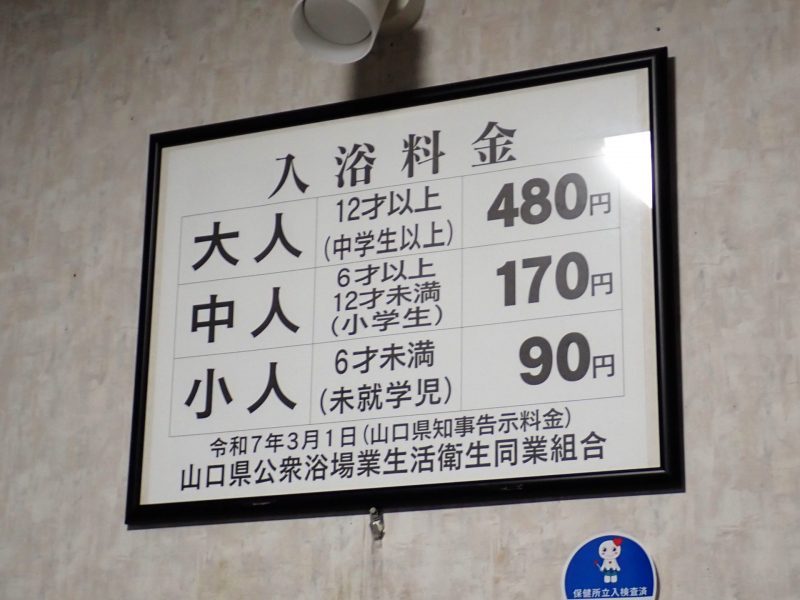 入浴料金
大人 12才以上 (中学生以上) 480円
中人 6才以上 12才未満 (小学生) 170円
小人 6才未満 (未就学児) 90円
令和7年3月1日(山口県知事告示料金)
山口県公衆浴場業生活衛生同業組合
保健所立入検査済